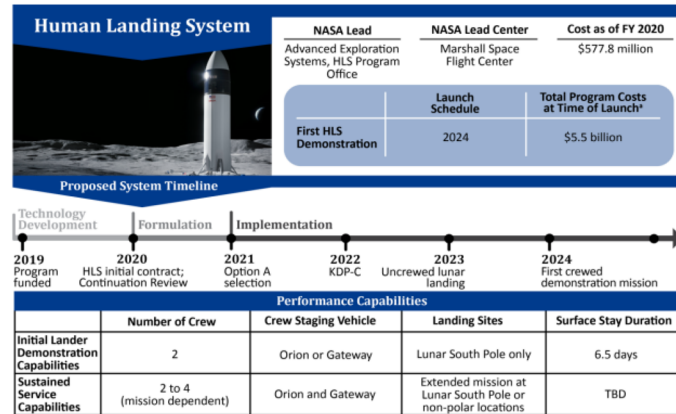 Human Landing System
NASA Lead
NASA Lead Center
Cost as of FY 2020
Advanced Exploration
Systems, HLS Program
Office
Marshall Space
Flight Center
$577.8 million
Launch
Schedule
Total Program Costs
at Time of Launchª
First HLS
Demonstration
2024
$5.5 billion
Proposed System Timeline
Technology
Development
Formulation
Implementation
2019
Program
funded
2020
HLS initial contract;
Continuation Review
2021
Option A
selection
2022
KDP-C
2023
Uncrewed lunar
landing
2024
First crewed
demonstration mission
Performance Capabilities
Number of Crew
Crew Staging Vehicle
Landing Sites
Surface Stay Duration
Initial Lander
Demonstration
Capabilities
2
Orion or Gateway
Lunar South Pole only
6.5 days
Sustained
Service
Capabilities
2 to 4
(mission dependent)
Orion and Gateway
Extended mission at
Lunar South Pole or
non-polar locations
TBD